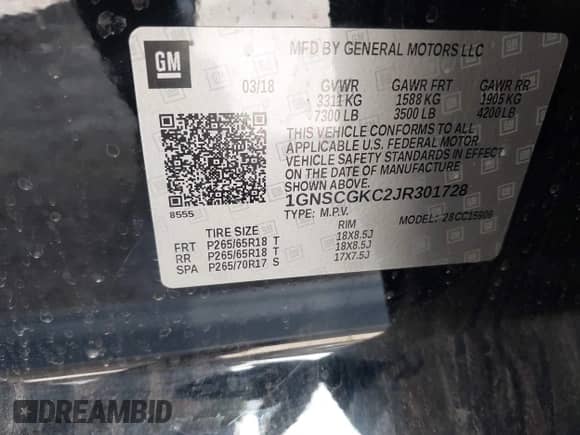 GM
MFD BY GENERAL MOTORS LLC
03/18 GVWR GAWR FRT GAWR RR
3311 KG 1588 KG 1905 KG
7300 LB 3500 LB 4200 LB
THIS VEHICLE CONFORMS TO ALL
APPLICABLE U.S. FEDERAL MOTOR
VEHICLE SAFETY STANDARDS IN EFFECT
ON THE DATE OF MANUFACTURE
SHOWN ABOVE.
1GNSCGKC2JR301728
8555
TYPE: M.P.V. MODEL:
TIRE SIZE RIM
FRT P265/65R18 T 18X8.5J
RR P265/65R18 T 18X8.5J
SPA P265/70R17 S 17X7.5J
DREAMBID